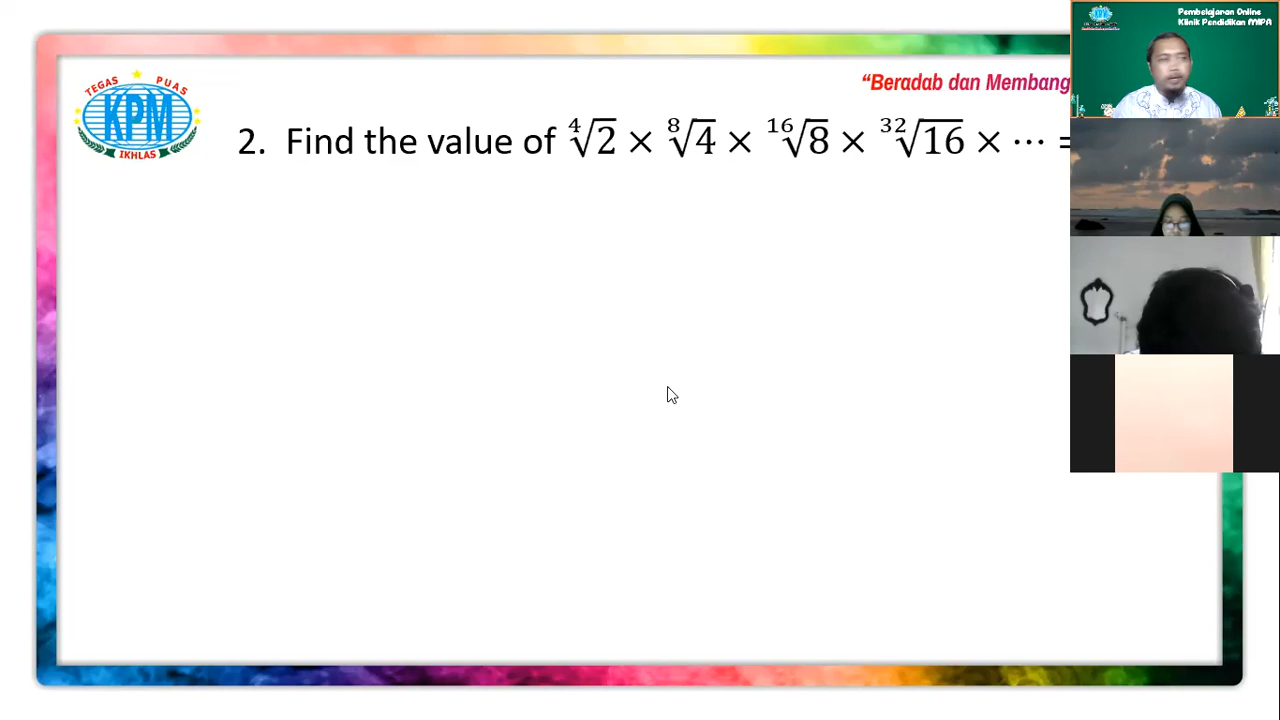 Pembelajaran Online
Klinik Pendidikan MIPA
TEGAS PUAS
KPM
IKHLAS
“Beradab dan Membang
2. Find the value of ∜2 × ⁸√4 × ¹⁶√8 × ³²√16 × ⋯ =